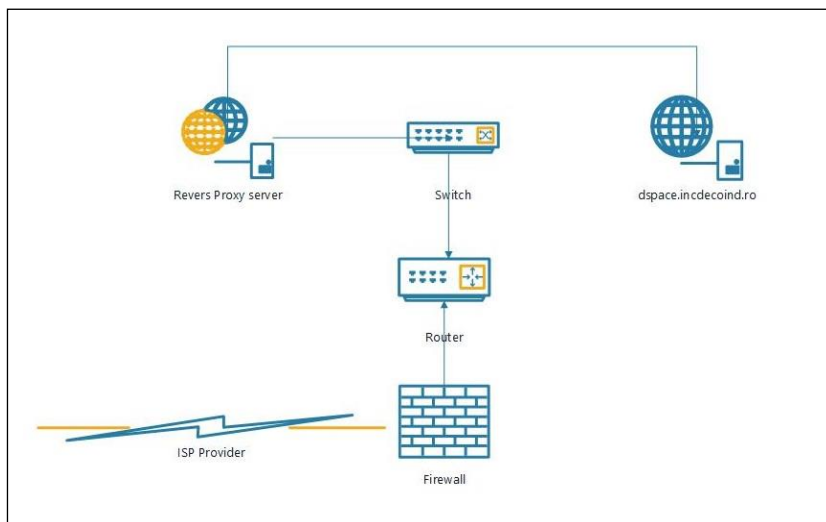 Revers Proxy server
Switch
dspace.incdecoind.ro
Router
ISP Provider
Firewall